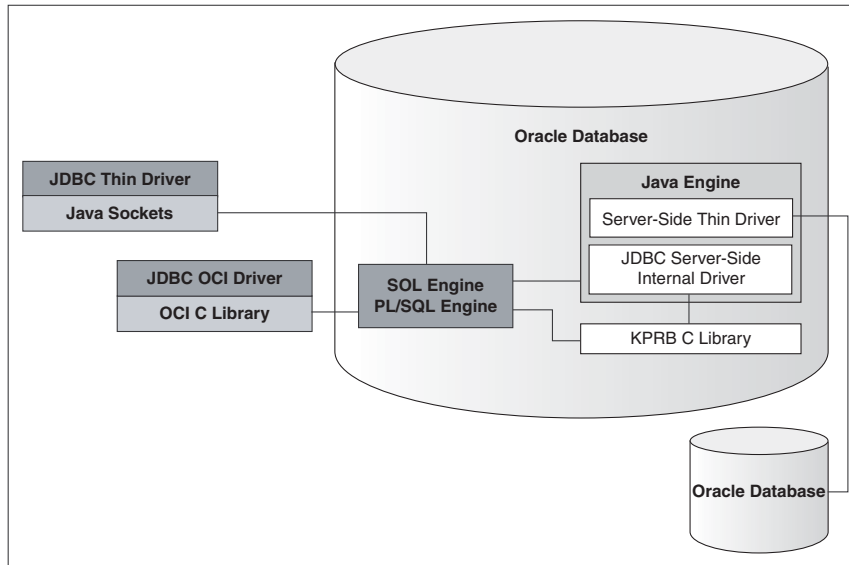 Oracle Database
JDBC Thin Driver
Java Sockets
JDBC OCI Driver
OCI C Library
SOL Engine
PL/SQL Engine
Java Engine
Server-Side Thin Driver
JDBC Server-Side
Internal Driver
KPRB C Library
Oracle Database